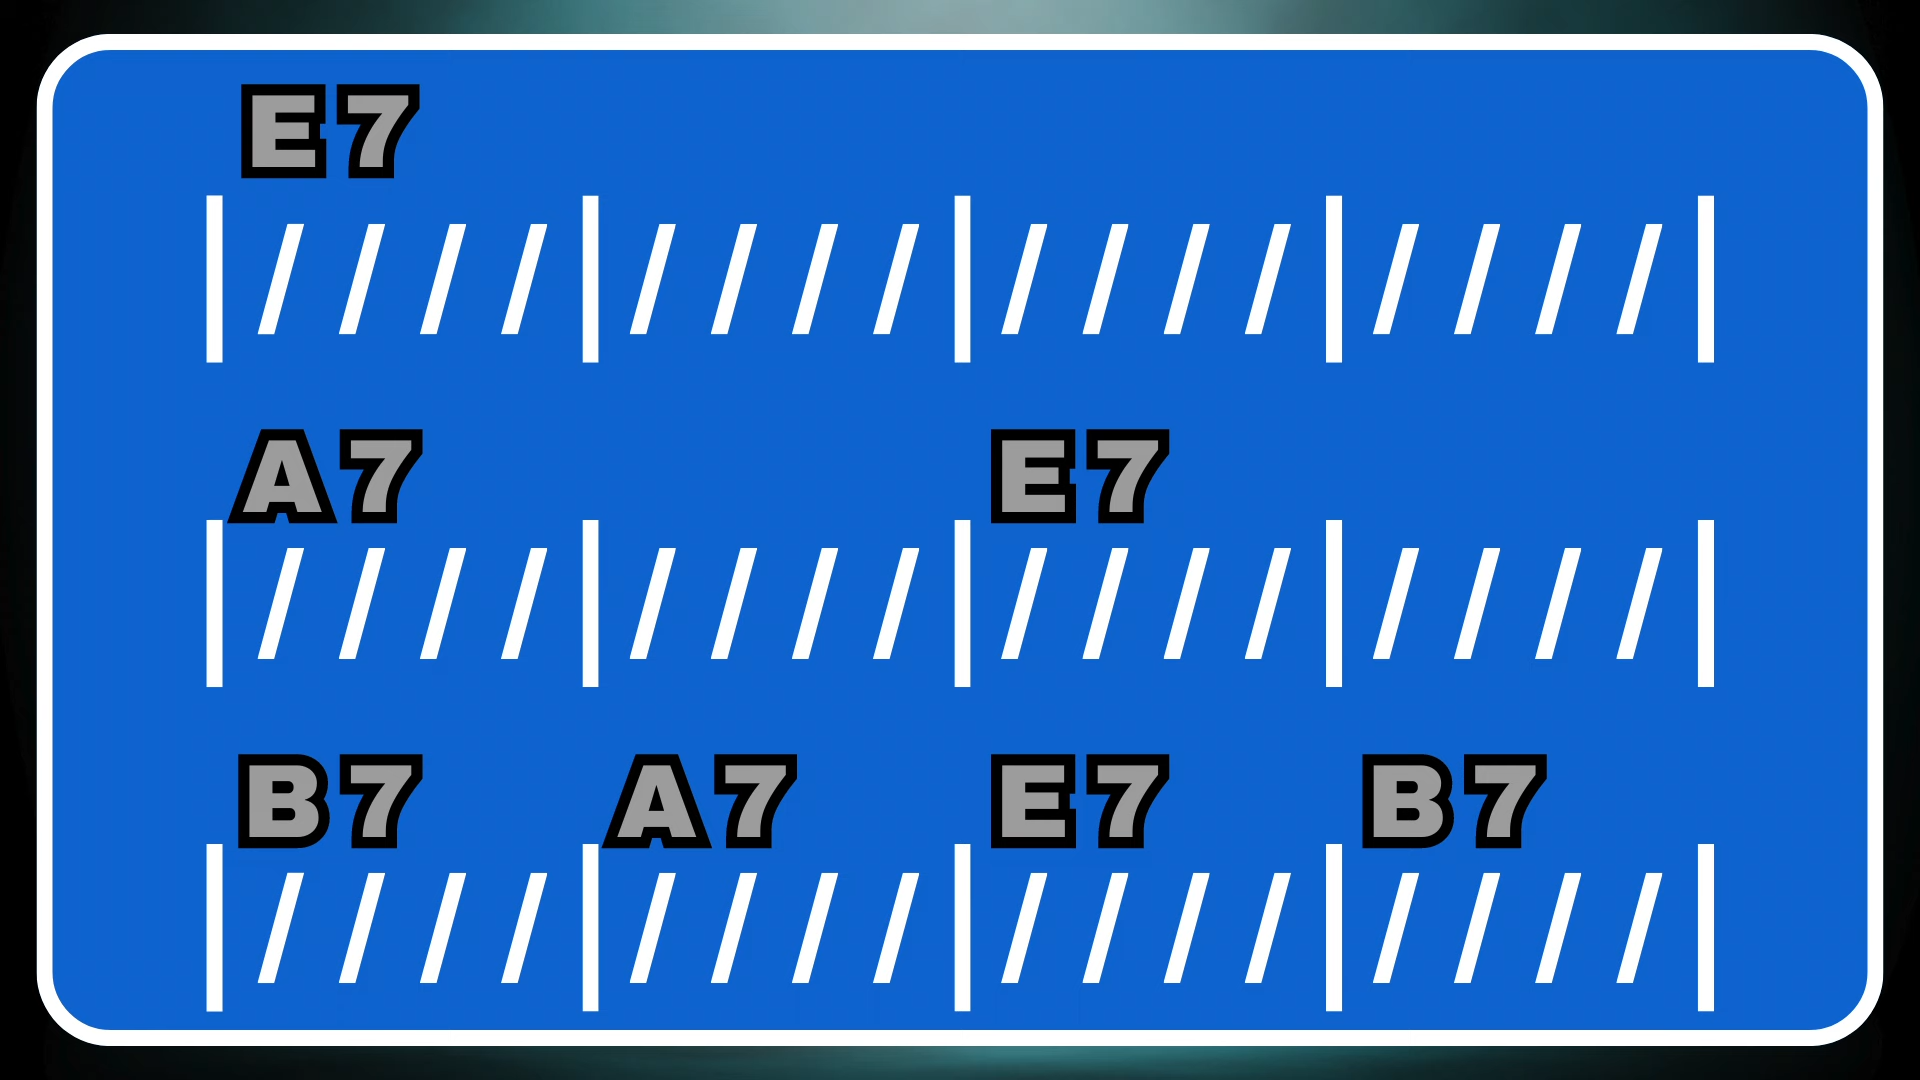 E7
| / / / / | / / / / | / / / / | / / / / |
A7 E7
| / / / / | / / / / | / / / / | / / / / |
B7 A7 E7 B7
| / / / / | / / / / | / / / / | / / / / |